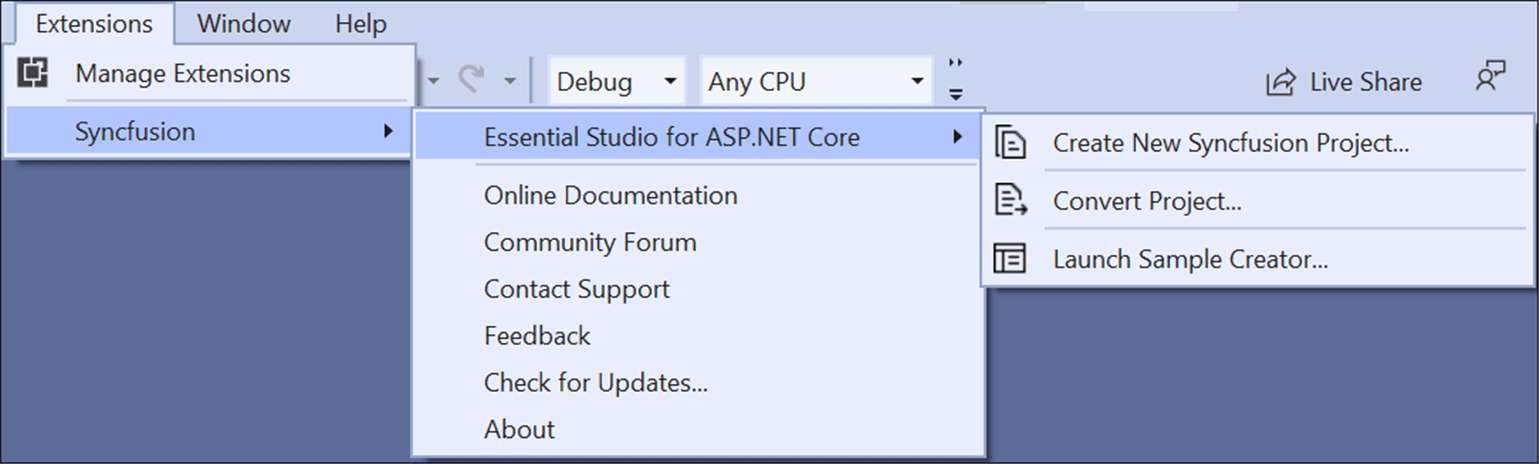 Extensions Window Help
Manage Extensions
Syncfusion
Debug Any CPU
Live Share
Essential Studio for ASP.NET Core
Online Documentation
Community Forum
Contact Support
Feedback
Check for Updates...
About
Create New Syncfusion Project...
Convert Project...
Launch Sample Creator...